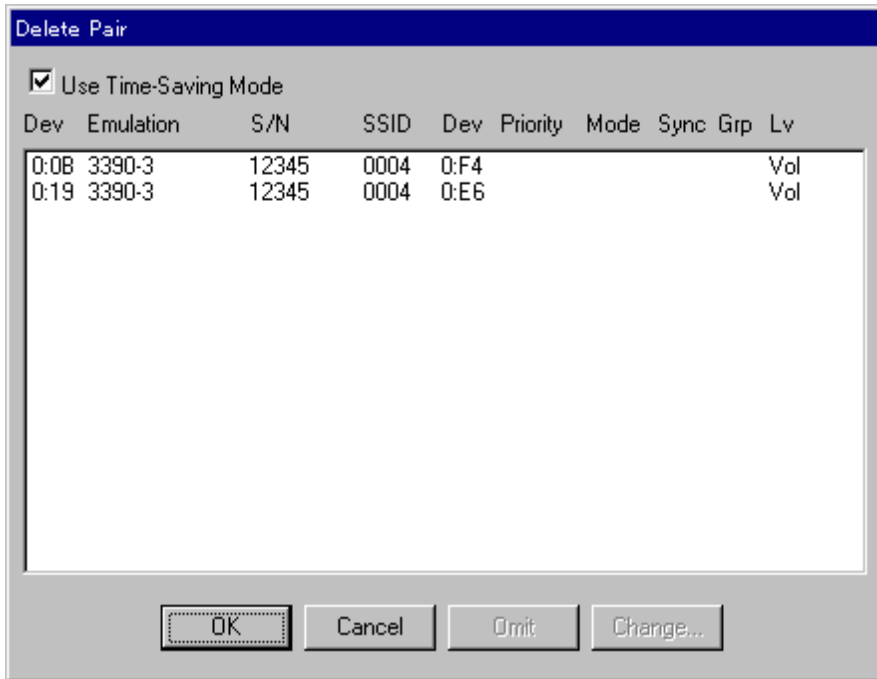 Delete Pair
Use Time-Saving Mode
Dev Emulation S/N SSID Dev Priority Mode Sync Grp Lv
0:0B 3390-3 12345 0004 0:F4 Vol
0:19 3390-3 12345 0004 0:E6 Vol
OK Cancel Omit Change...